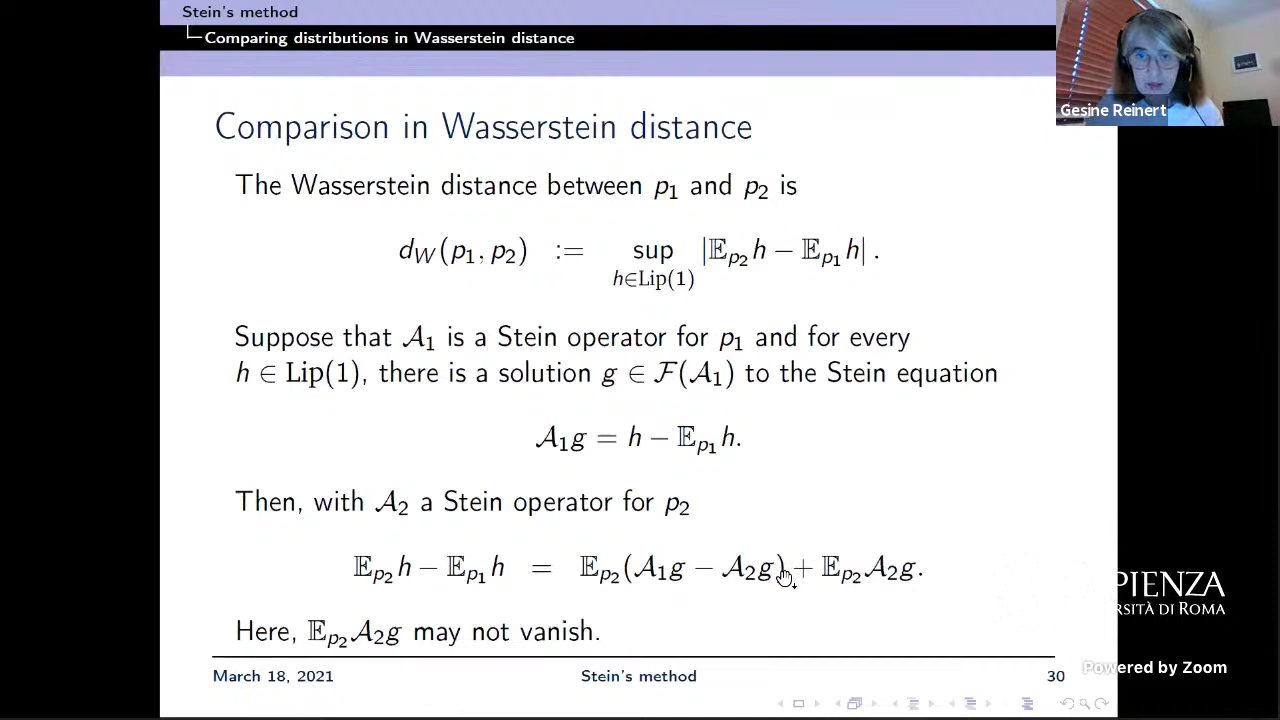 Stein's method
Comparing distributions in Wasserstein distance
Gesine Reinert
Comparison in Wasserstein distance
The Wasserstein distance between p₁ and p₂ is
d_W(p₁, p₂) := sup_{h∈Lip(1)} |𝔼_{p₂}h − 𝔼_{p₁}h| .
Suppose that 𝒜₁ is a Stein operator for p₁ and for every
h ∈ Lip(1), there is a solution g ∈ ℱ(𝒜₁) to the Stein equation
𝒜₁g = h − 𝔼_{p₁}h.
Then, with 𝒜₂ a Stein operator for p₂
𝔼_{p₂}h − 𝔼_{p₁}h = 𝔼_{p₂}(𝒜₁g − 𝒜₂g) + 𝔼_{p₂}𝒜₂g.
Here, 𝔼_{p₂}𝒜₂g may not vanish.
PIENZA
RSITÀ DI ROMA
March 18, 2021 Stein's method 30
Powered by Zoom